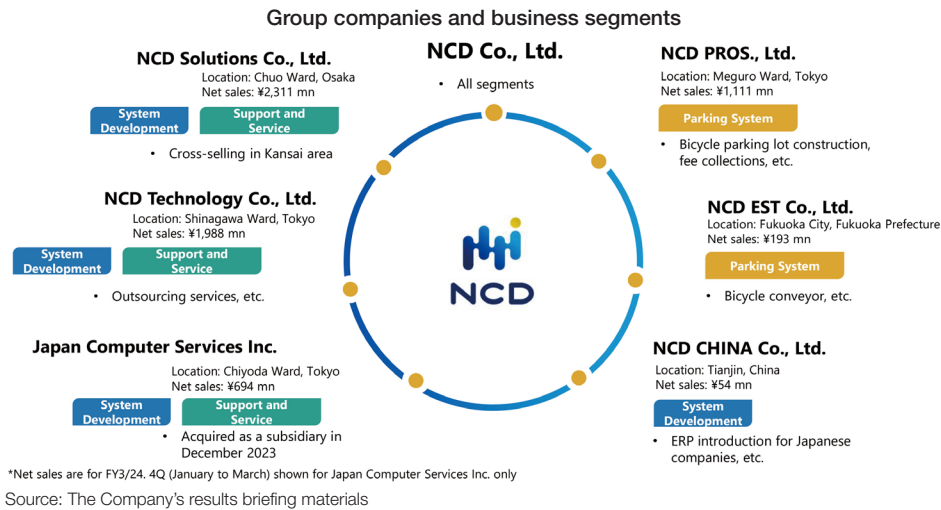 Group companies and business segments
NCD Solutions Co., Ltd.
Location: Chuo Ward, Osaka
Net sales: ¥2,311 mn
System
Development
Support and
Service
• Cross-selling in Kansai area
NCD Technology Co., Ltd.
Location: Shinagawa Ward, Tokyo
Net sales: ¥1,988 mn
System
Development
Support and
Service
• Outsourcing services, etc.
Japan Computer Services Inc.
Location: Chiyoda Ward, Tokyo
Net sales: ¥694 mn
System
Development
Support and
Service
• Acquired as a subsidiary in
December 2023
NCD Co., Ltd.
• All segments
NCD
NCD PROS., Ltd.
Location: Meguro Ward, Tokyo
Net sales: ¥1,111 mn
Parking System
• Bicycle parking lot construction,
fee collections, etc.
NCD EST Co., Ltd.
Location: Fukuoka City, Fukuoka Prefecture
Net sales: ¥193 mn
Parking System
• Bicycle conveyor, etc.
NCD CHINA Co., Ltd.
Location: Tianjin, China
Net sales: ¥54 mn
System
Development
• ERP introduction for Japanese
companies, etc.
*Net sales are for FY3/24. 4Q (January to March) shown for Japan Computer Services Inc. only
Source: The Company’s results briefing materials